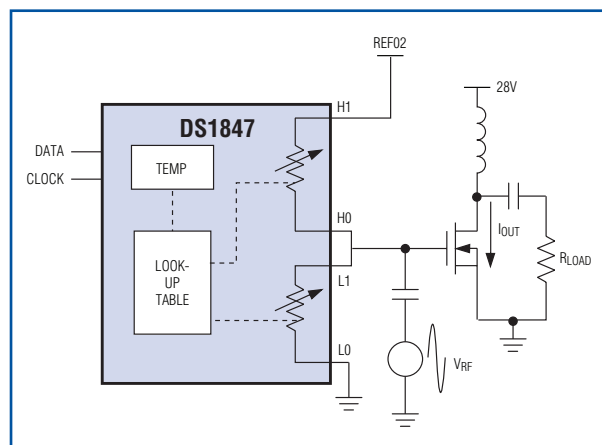 REF02
28V
H1
DS1847
DATA
TEMP
CLOCK
H0
IOUT
RLOAD
LOOK-
UP
TABLE
L1
L0
VRF